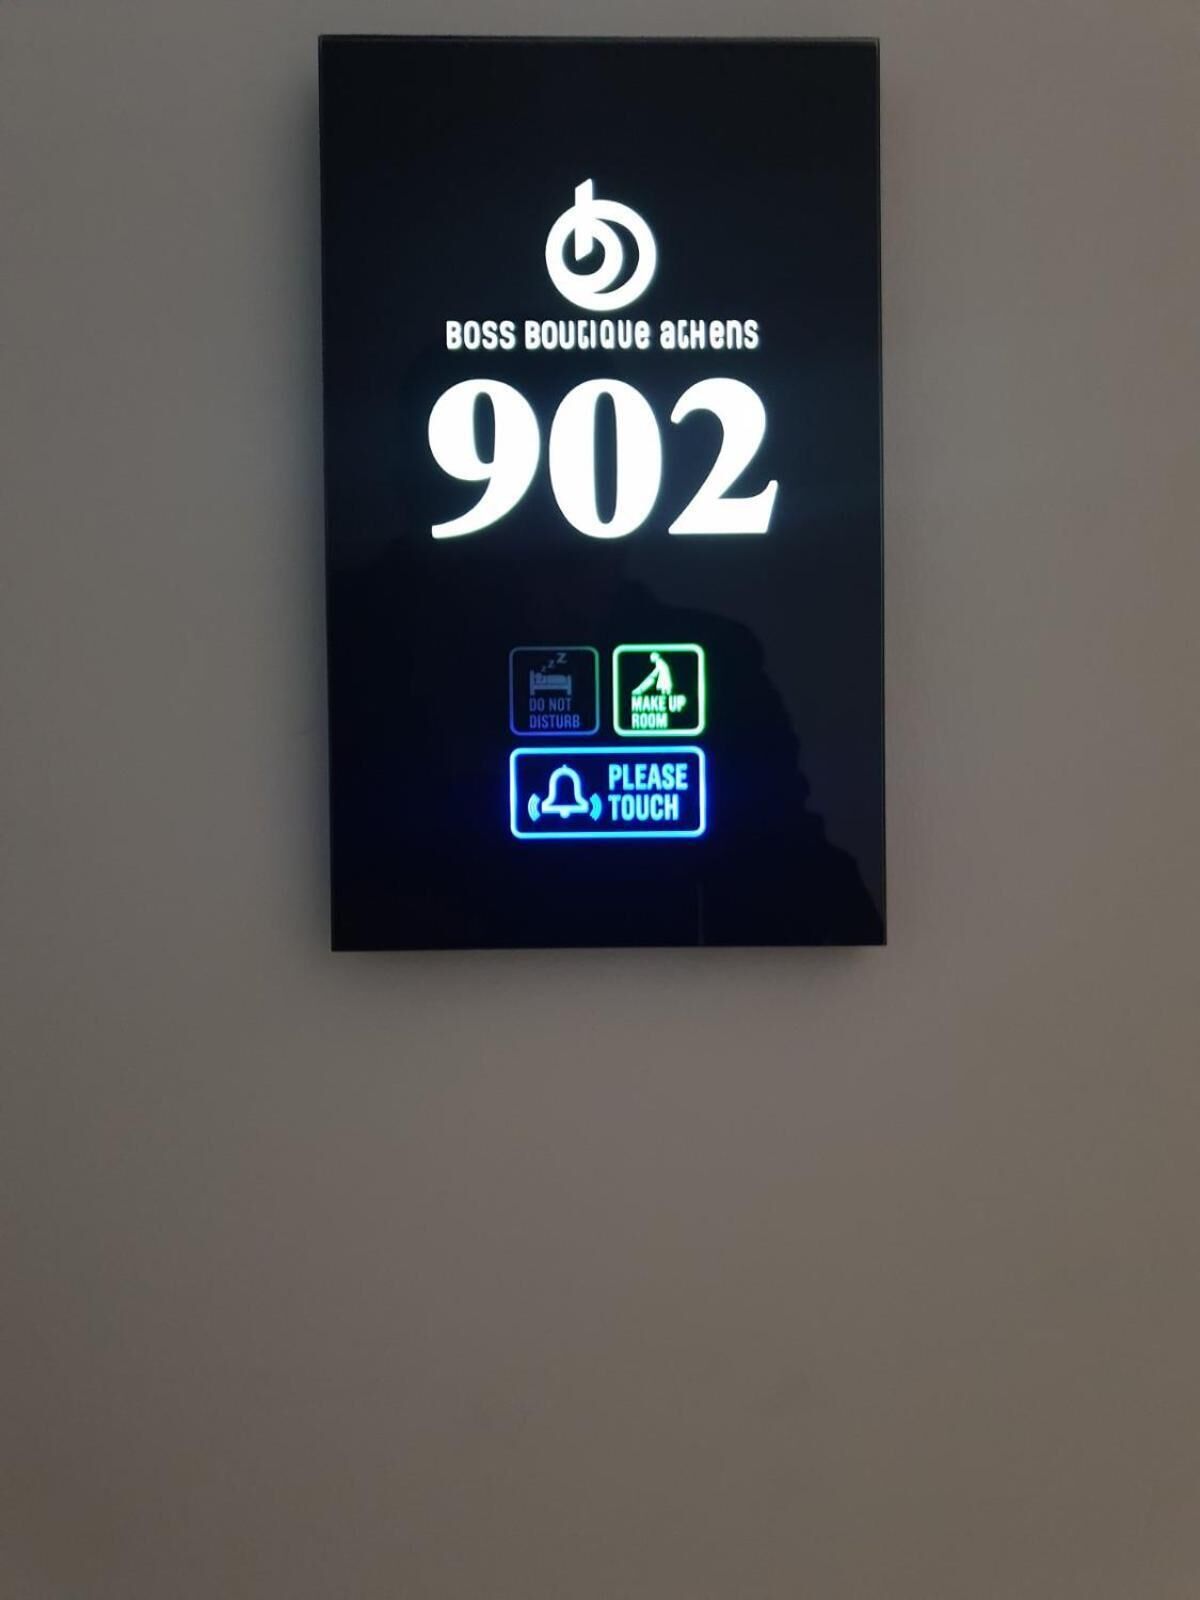 BOSS BOUTIQUE ATHENS
902
z z Z
DO NOT
DISTURB
MAKE UP
ROOM
PLEASE
TOUCH